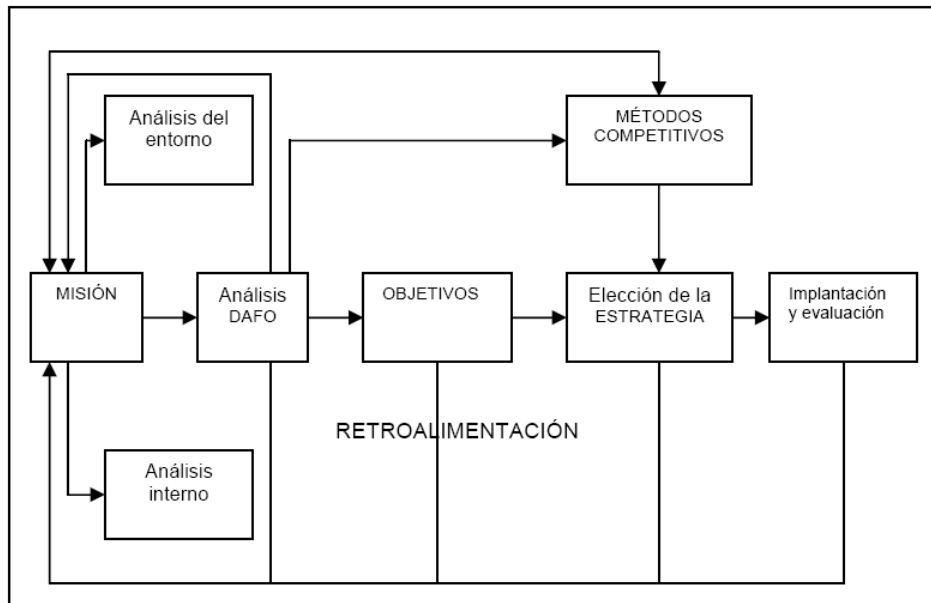 Análisis del
entorno
MÉTODOS
COMPETITIVOS
MISIÓN
Análisis
DAFO
OBJETIVOS
Elección de la
ESTRATEGIA
Implantación
y evaluación
RETROALIMENTACIÓN
Análisis
interno